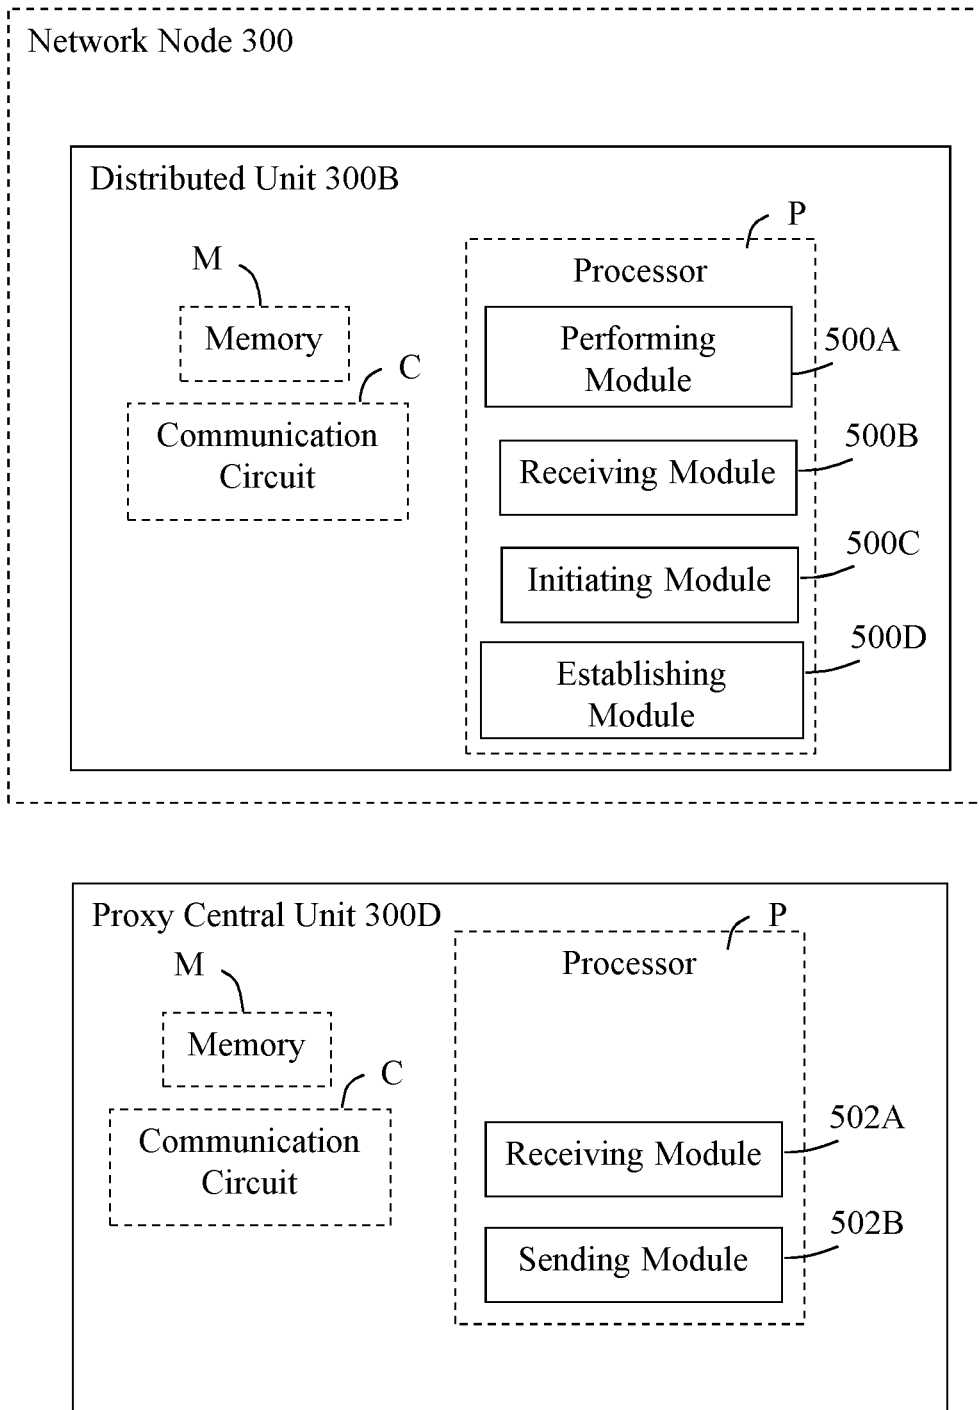 Network Node 300
Distributed Unit 300B
P
M
Processor
Memory
Performing
Module
500A
C
Communication
Circuit
500B
Receiving Module
500C
Initiating Module
500D
Establishing
Module
Proxy Central Unit 300D
P
M
Processor
Memory
C
Communication
Circuit
502A
Receiving Module
502B
Sending Module